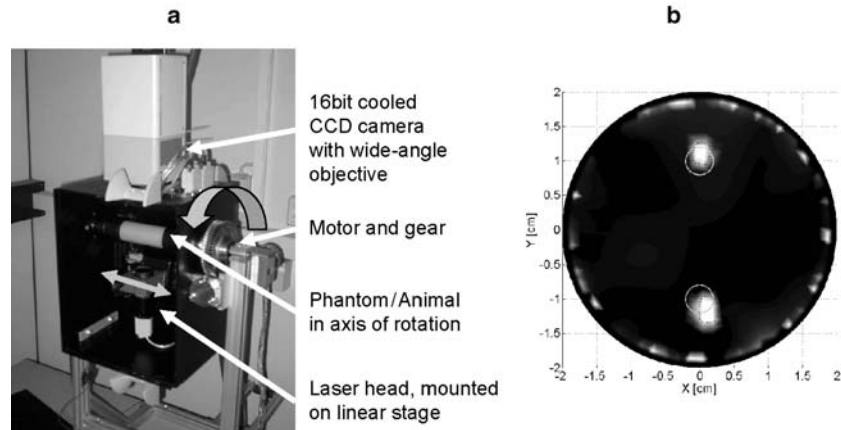 a
b
16bit cooled
CCD camera
with wide-angle
objective
Motor and gear
Phantom/Animal
in axis of rotation
Laser head, mounted
on linear stage
2
1.5
1
0.5
0
-0.5
-1
-1.5
-2
Y [cm]
-2 -1.5 -1 -0.5 0 0.5 1 1.5 2
X [cm]